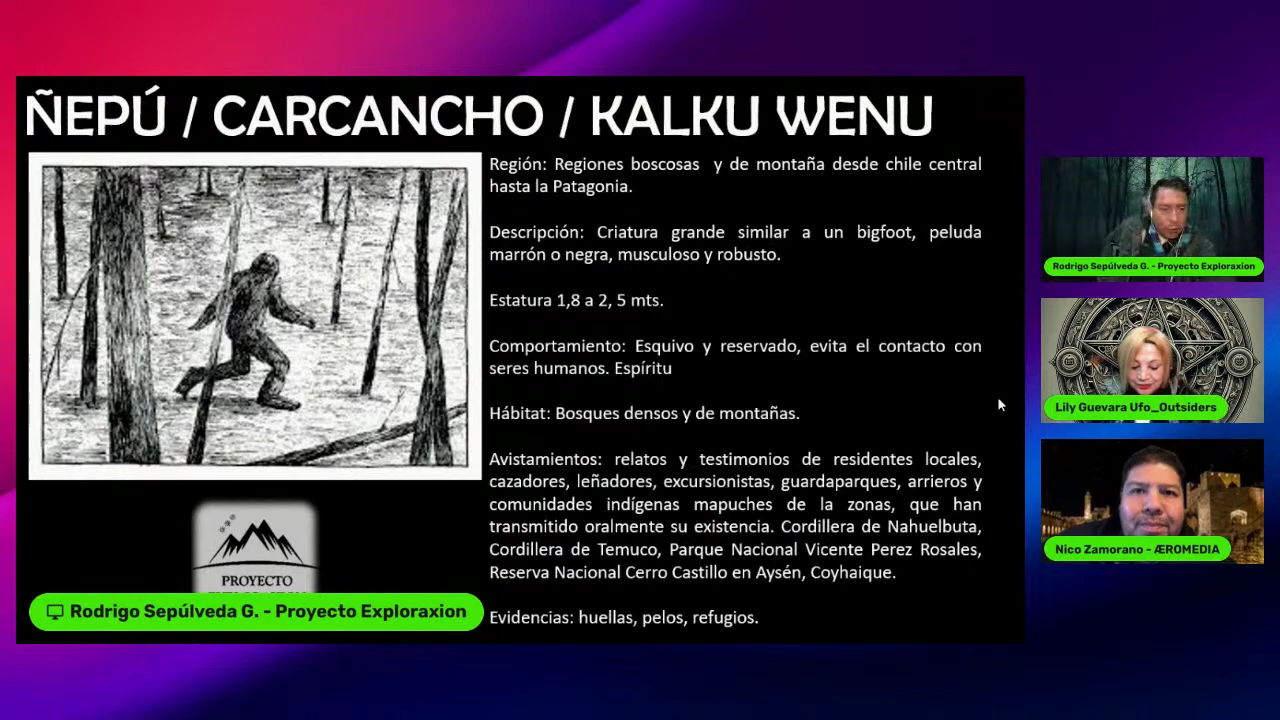 ÑEPÚ / CARCANCHO / KALKU WENU
Región: Regiones boscosas y de montaña desde chile central
hasta la Patagonia.
Descripción: Criatura grande similar a un bigfoot, peluda
marrón o negra, musculoso y robusto.
Estatura 1,8 a 2, 5 mts.
Comportamiento: Esquivo y reservado, evita el contacto con
seres humanos. Espíritu
Hábitat: Bosques densos y de montañas.
Avistamientos: relatos y testimonios de residentes locales,
cazadores, leñadores, excursionistas, guardaparques, arrieros y
comunidades indígenas mapuches de la zonas, que han
transmitido oralmente su existencia. Cordillera de Nahuelbuta,
Cordillera de Temuco, Parque Nacional Vicente Perez Rosales,
Reserva Nacional Cerro Castillo en Aysén, Coyhaique.
Evidencias: huellas, pelos, refugios.
PROYECTO
Rodrigo Sepúlveda G. - Proyecto Exploraxion
Rodrigo Sepúlveda G. - Proyecto Exploraxion
Lily Guevara Ufo_Outsiders
Nico Zamorano - ÆROMEDIA